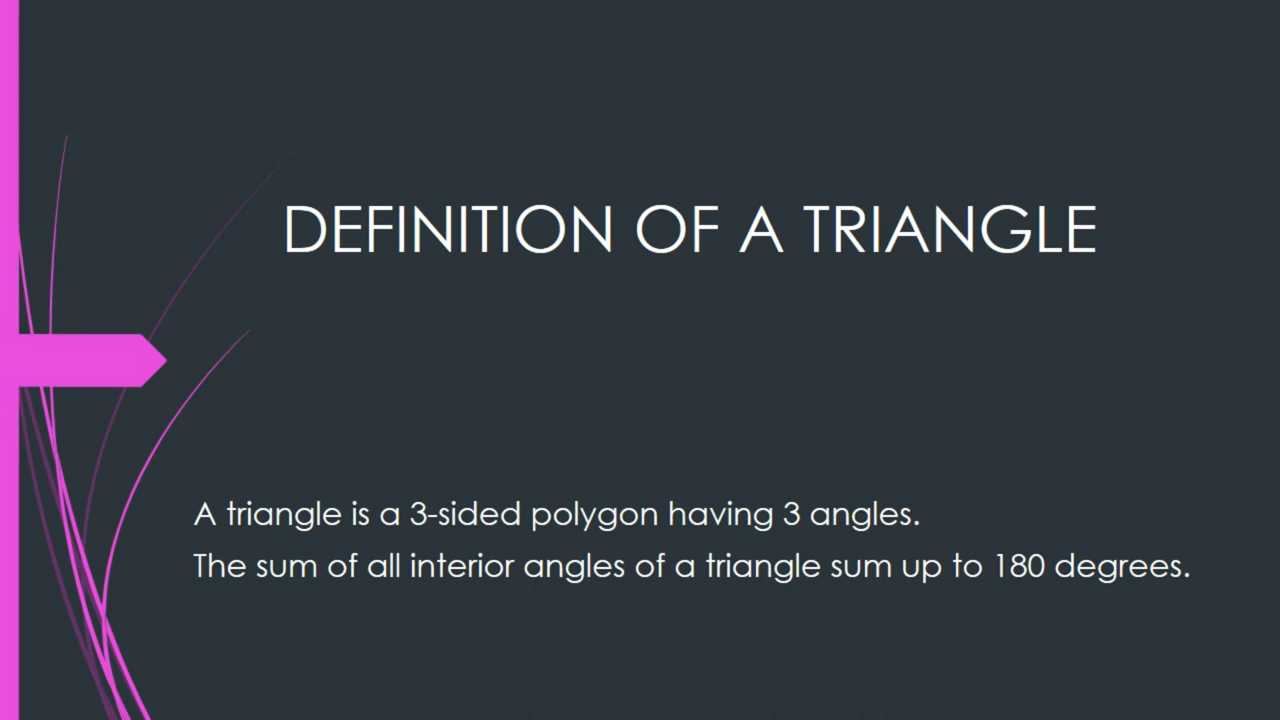 DEFINITION OF A TRIANGLE
A triangle is a 3-sided polygon having 3 angles.
The sum of all interior angles of a triangle sum up to 180 degrees.